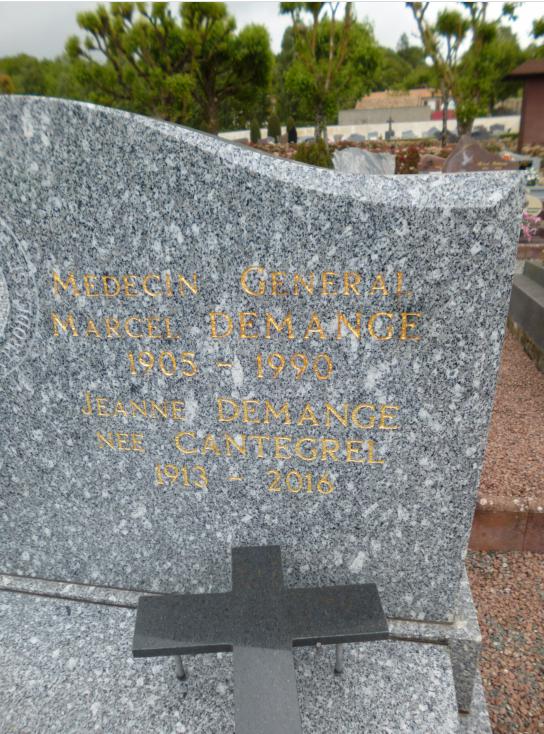 MEDECIN GENERAL
MARCEL DEMANGE
1905 - 1990
JEANNE DEMANGE
NEE CANTEGREL
1913 - 2016